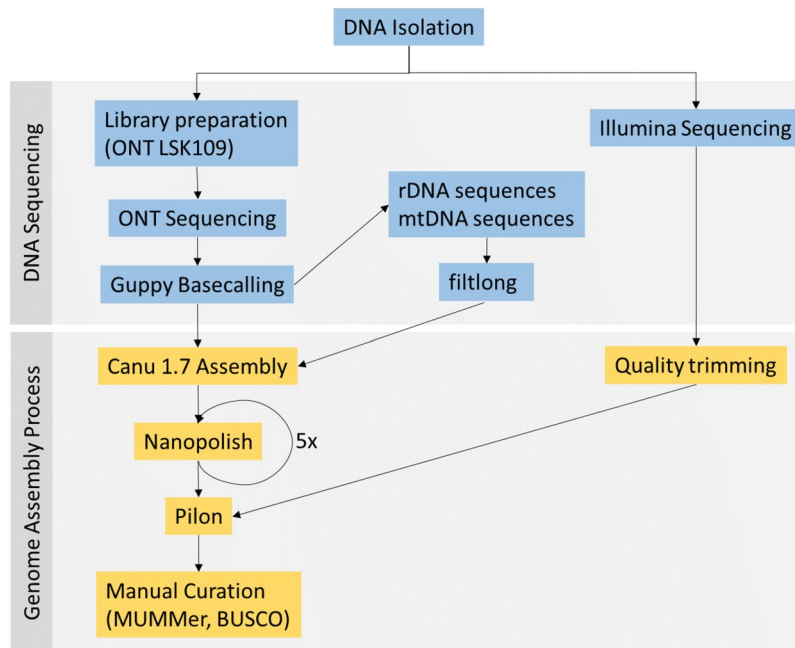 DNA Isolation
DNA Sequencing
Library preparation
(ONT LSK109)
Illumina Sequencing
rDNA sequences
mtDNA sequences
ONT Sequencing
Guppy Basecalling
filtlong
Genome Assembly Process
Canu 1.7 Assembly
Quality trimming
Nanopolish
5x
Pilon
Manual Curation
(MUMMer, BUSCO)